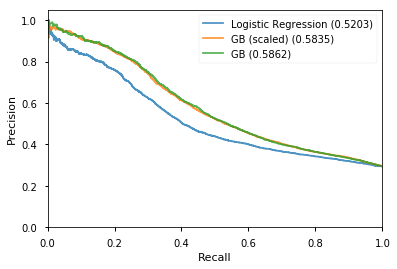 Logistic Regression (0.5203)
GB (scaled) (0.5835)
GB (0.5862)
Precision
1.0
0.8
0.6
0.4
0.2
0.0
0.0 0.2 0.4 0.6 0.8 1.0
Recall